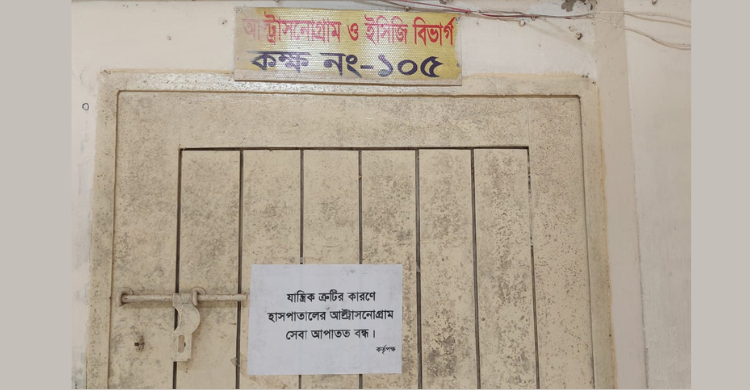 আল্ট্রাসনোগ্রাম ও ইসিজি বিভাগ
কক্ষ নং-১০৫
যান্ত্রিক ত্রুটির কারণে
হাসপাতালের আল্ট্রাসনোগ্রাম
সেবা আপাতত বন্ধ।
কর্তৃপক্ষ